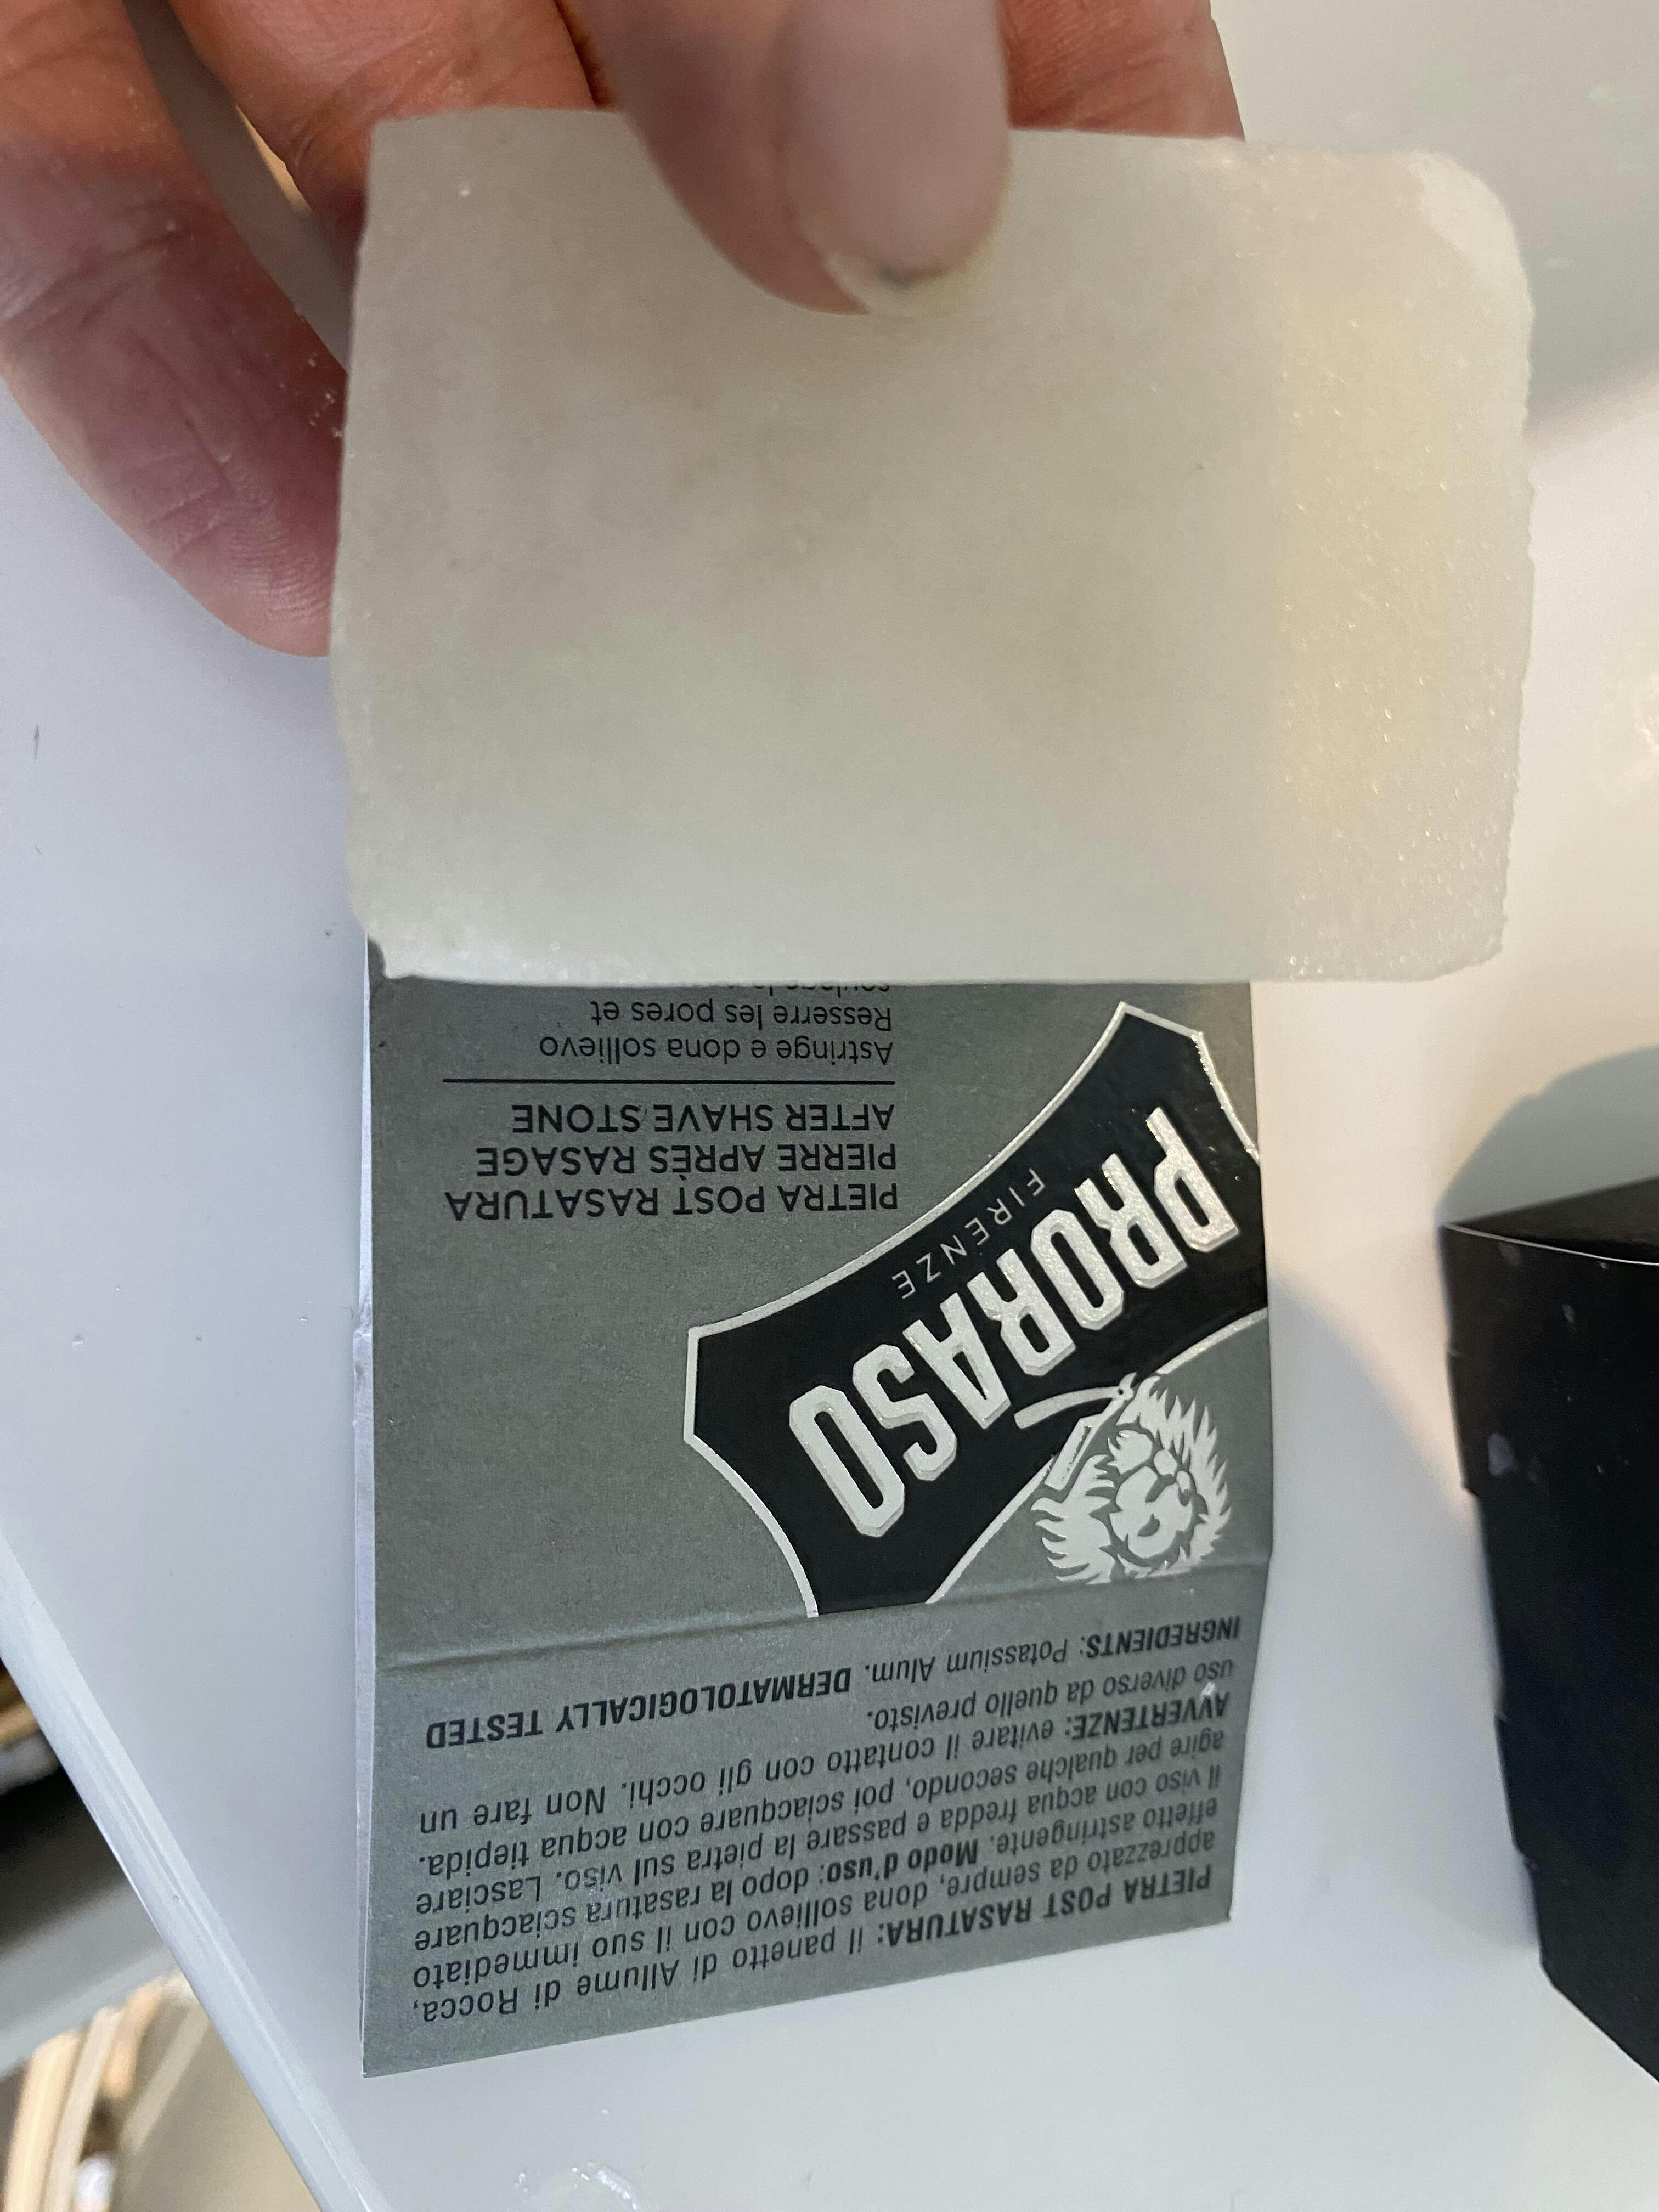 PIETRA POST RASATURA: il panetto di Allume di Rocca,
apprezzato da sempre, dona sollievo con il suo immediato
effetto astringente. Modo d'uso: dopo la rasatura sciacquare
il viso con acqua fredda e passare la pietra sul viso. Lasciare
agire per qualche secondo, poi sciacquare con acqua tiepida.
AVVERTENZE: evitare il contatto con gli occhi. Non fare un
uso diverso da quello previsto.
INGREDIENTS: Potassium Alum. DERMATOLOGICALLY TESTED
PRORASO
FIRENZE
PIETRA POST RASATURA
PIERRE APRÈS RASAGE
AFTER SHAVE STONE
Astringe e dona sollievo
Resserre les pores et